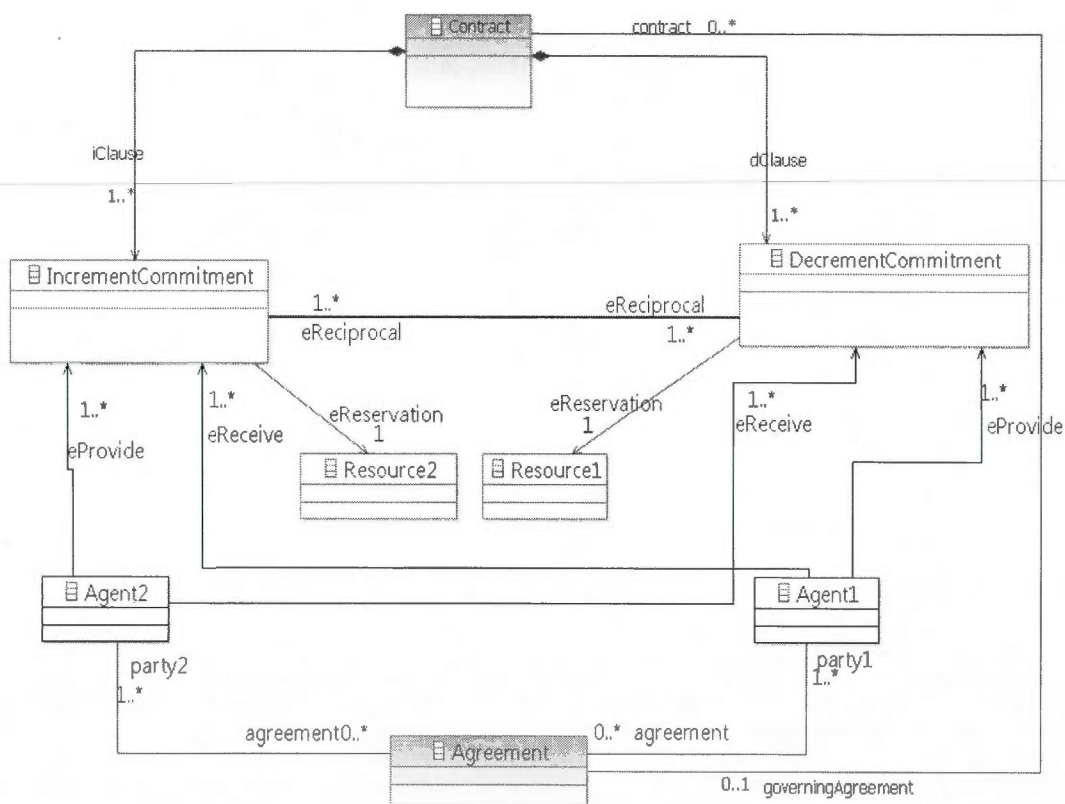 Contract
contract 0..*
iClause
1..*
dClause
1..*
IncrementCommitment
DecrementCommitment
1..*
eReciprocal
eReciprocal
1..*
1..*
eProvide
1..*
eReceive
eReservation
1
eReservation
1
1..*
eReceive
1..*
eProvide
Resource2
Resource1
Agent2
Agent1
party2
1..*
party1
1..*
agreement0..*
0..* agreement
Agreement
0..1 governingAgreement